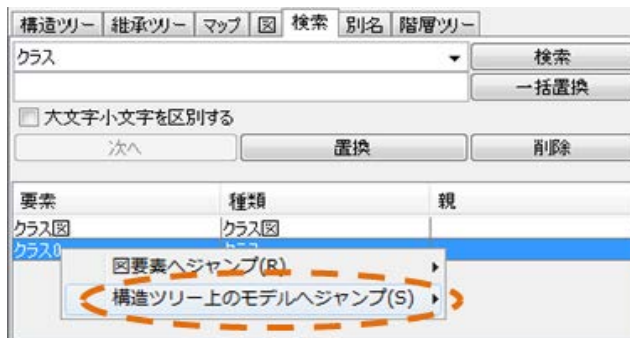 構造ツリー 継承ツリー マップ 図 検索 別名 階層ツリー
クラス 検索
一括置換
大文字小文字を区別する
次へ 置換 削除
要素 種類 親
クラス図 クラス図
クラス0 クラス
図要素へジャンプ(R)
構造ツリー上のモデルへジャンプ(S)